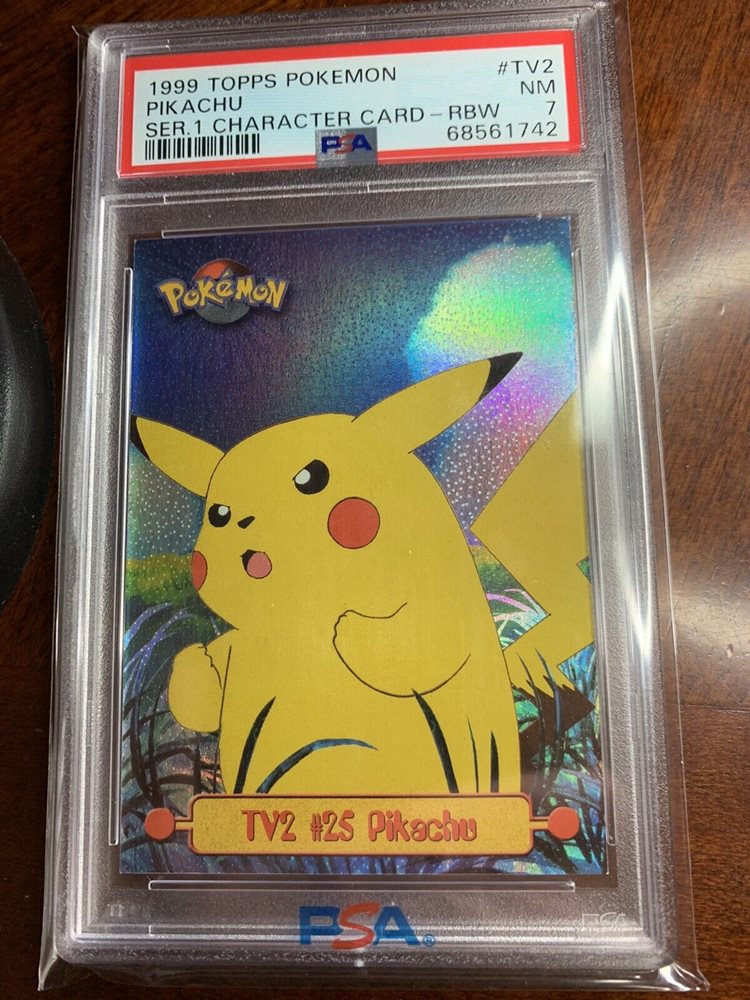 1999 TOPPS POKEMON #TV2
PIKACHU NM
SER.1 CHARACTER CARD - RBW 7
PSA 68561742
POKéMON
TV2 #25 Pikachu
PSA®
PSA